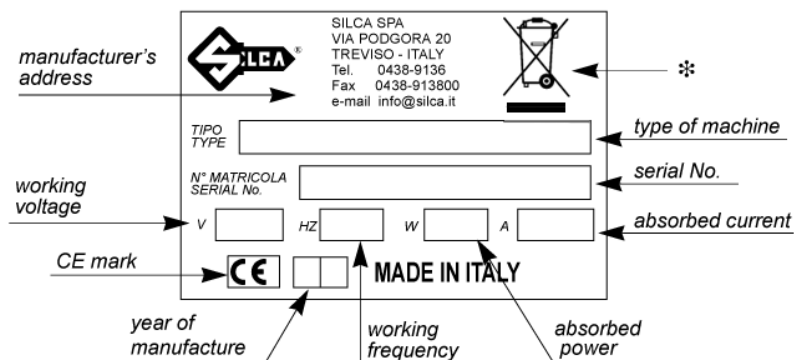 SILCA SPA
VIA PODGORA 20
TREVISO - ITALY
Tel. 0438-9136
Fax 0438-913800
e-mail info@silca.it
SILCA®
manufacturer's
address
*
TIPO
TYPE
type of machine
N° MATRICOLA
SERIAL No.
serial No.
working
voltage
V
HZ
W
A
absorbed current
CE mark
CE
MADE IN ITALY
year of
manufacture
working
frequency
absorbed
power